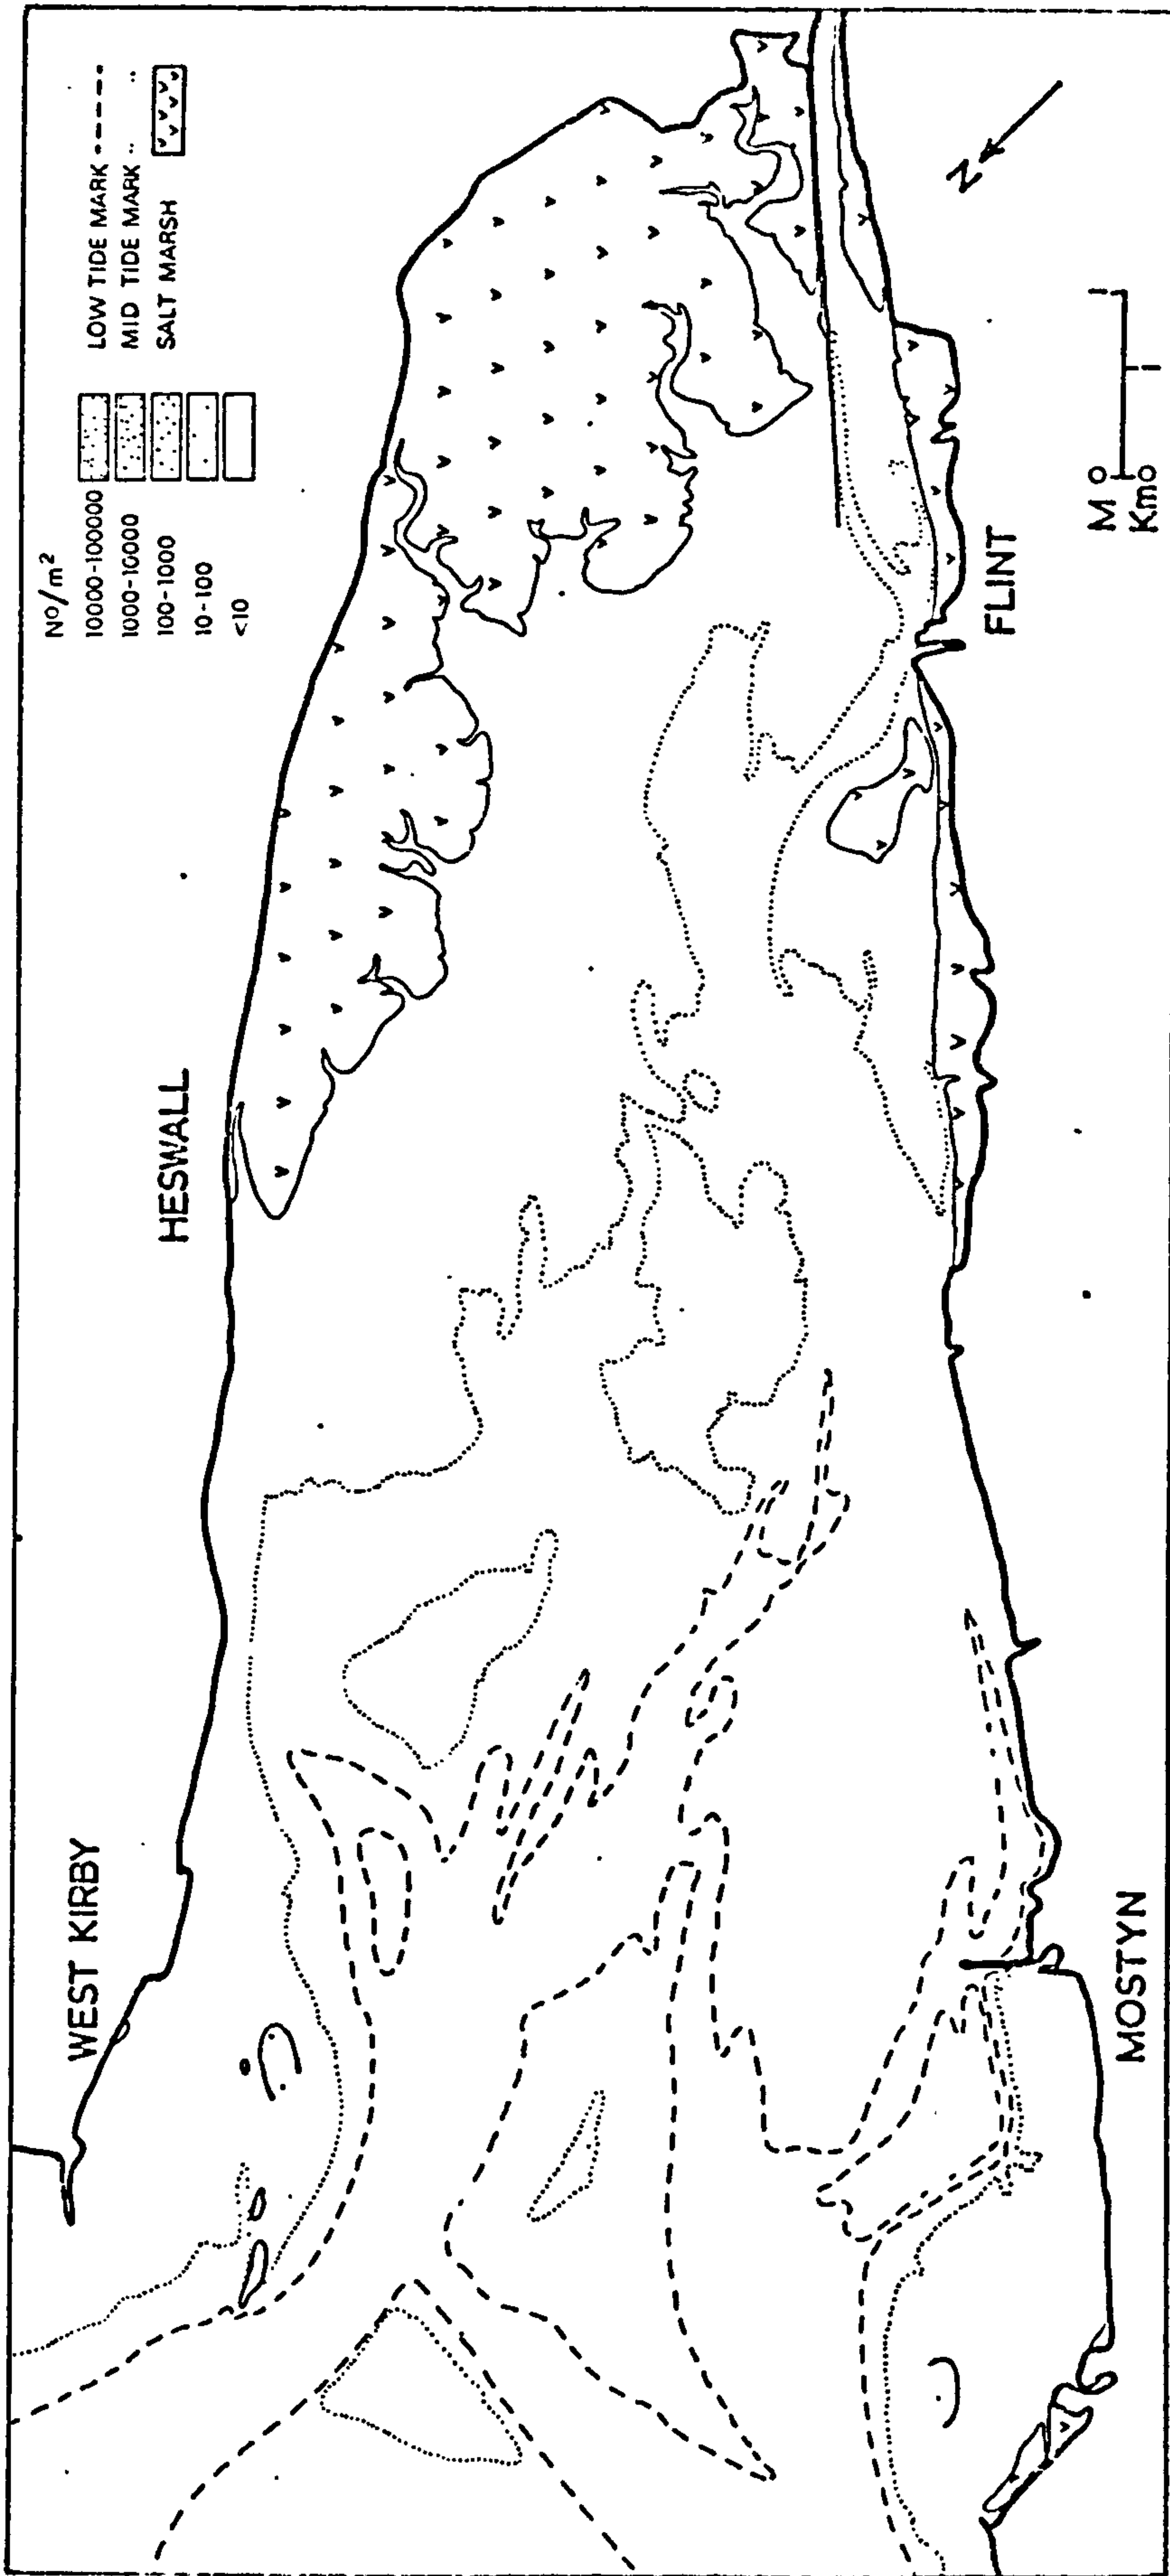 Nº/m²
10000-100000
1000-10000
100-1000
10-100
<10
LOW TIDE MARK
MID TIDE MARK
SALT MARSH
N
HESWALL
WEST KIRBY
FLINT
MOSTYN
M 0 1
Km 0 1